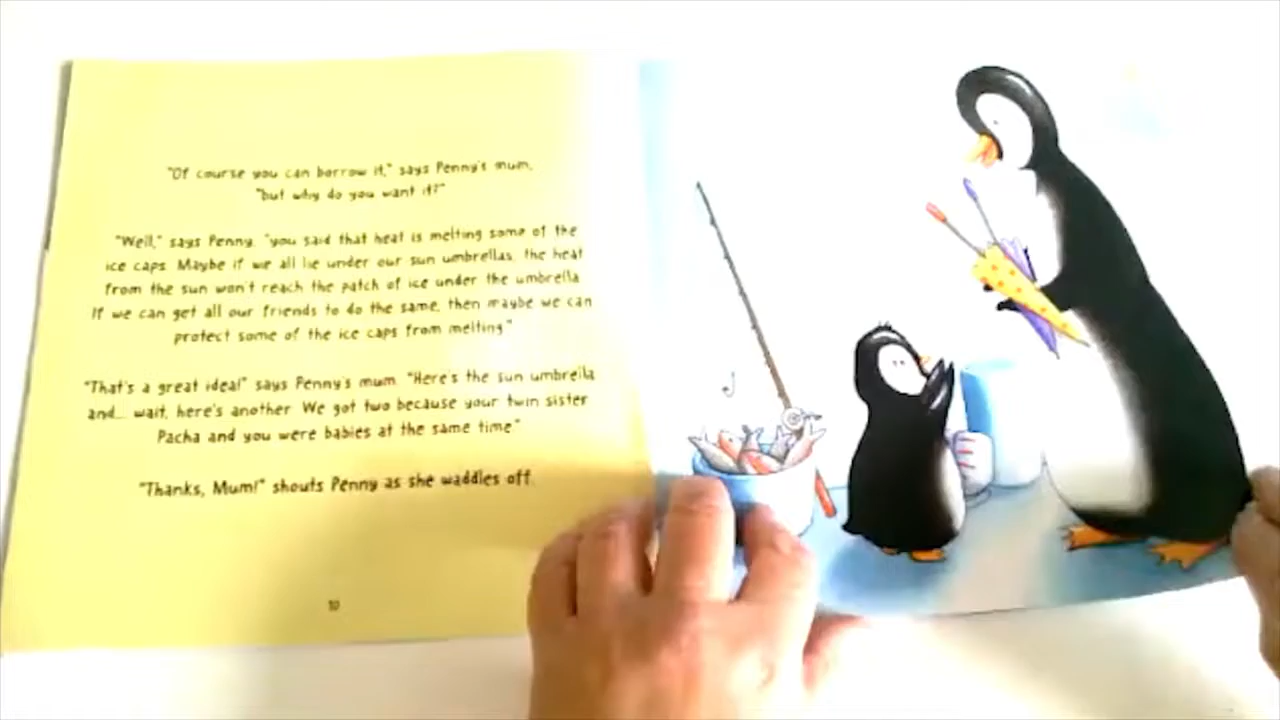 "Of course you can borrow it," says Penny's mum,
"but why do you want it?"
"Well," says Penny, "you said that heat is melting some of the
ice caps. Maybe if we all lie under our sun umbrellas, the heat
from the sun won't reach the patch of ice under the umbrella.
If we can get all our friends to do the same, then maybe we can
protect some of the ice caps from melting."
"That's a great idea!" says Penny's mum. "Here's the sun umbrella
and... wait, here's another. We got two because your twin sister
Pacha and you were babies at the same time."
"Thanks, Mum!" shouts Penny as she waddles off.
10